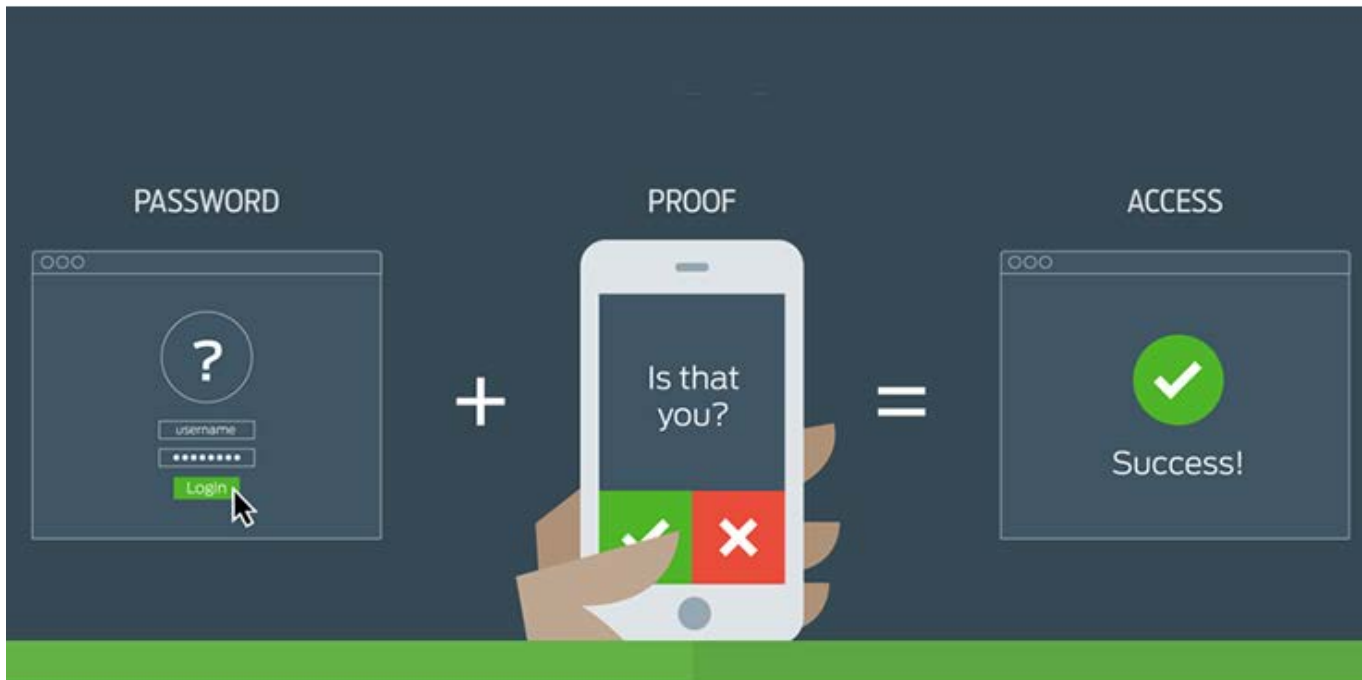 PASSWORD
PROOF
ACCESS
?
username
Login
+
Is that
you?
=
Success!